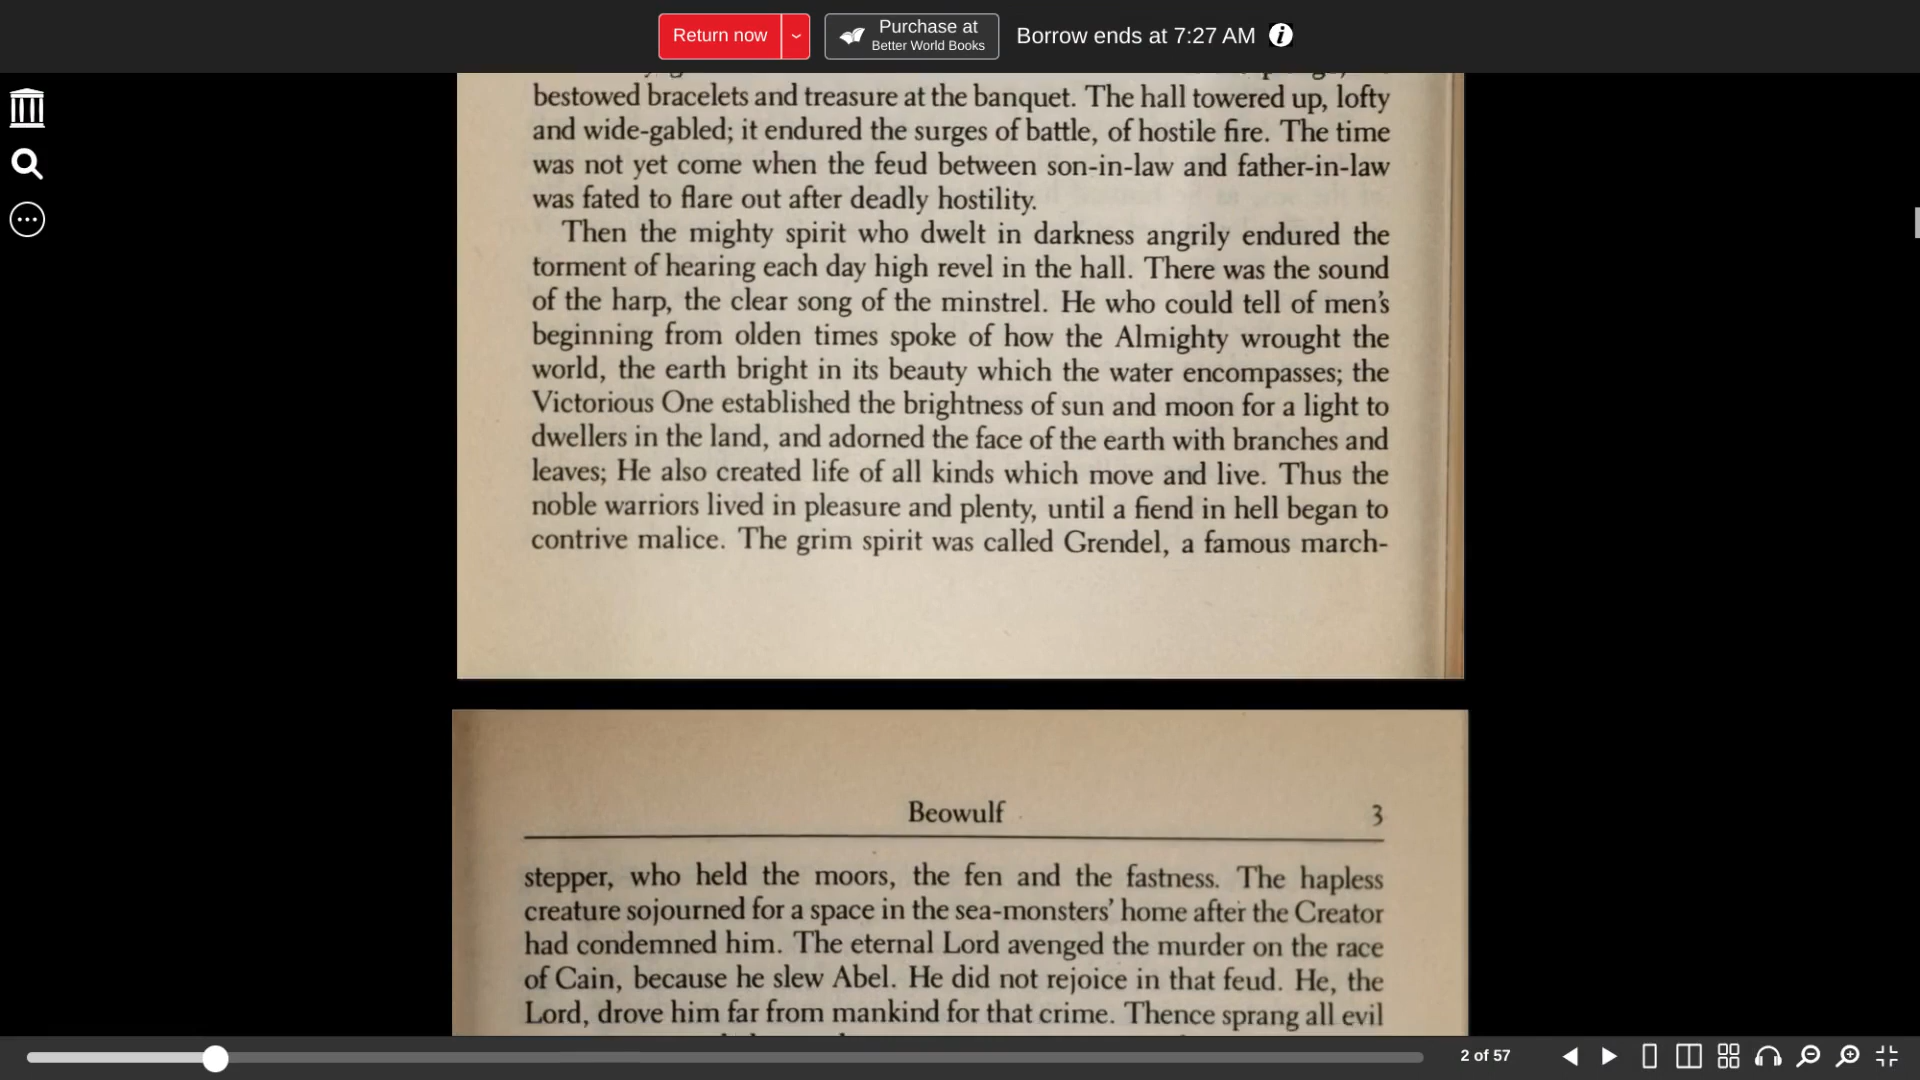 Return now
Purchase at
Better World Books
Borrow ends at 7:27 AM
bestowed bracelets and treasure at the banquet. The hall towered up, lofty
and wide-gabled; it endured the surges of battle, of hostile fire. The time
was not yet come when the feud between son-in-law and father-in-law
was fated to flare out after deadly hostility.
Then the mighty spirit who dwelt in darkness angrily endured the
torment of hearing each day high revel in the hall. There was the sound
of the harp, the clear song of the minstrel. He who could tell of men's
beginning from olden times spoke of how the Almighty wrought the
world, the earth bright in its beauty which the water encompasses; the
Victorious One established the brightness of sun and moon for a light to
dwellers in the land, and adorned the face of the earth with branches and
leaves; He also created life of all kinds which move and live. Thus the
noble warriors lived in pleasure and plenty, until a fiend in hell began to
contrive malice. The grim spirit was called Grendel, a famous march-
Beowulf 3
stepper, who held the moors, the fen and the fastness. The hapless
creature sojourned for a space in the sea-monsters' home after the Creator
had condemned him. The eternal Lord avenged the murder on the race
of Cain, because he slew Abel. He did not rejoice in that feud. He, the
Lord, drove him far from mankind for that crime. Thence sprang all evil
2 of 57